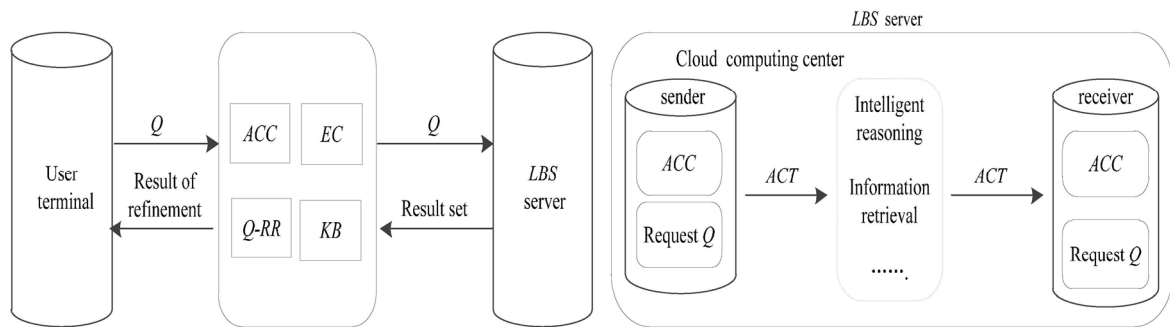 User
terminal
Q
Result of
refinement
ACC
EC
Q-RR
KB
Q
Result set
LBS
server
LBS server
Cloud computing center
sender
ACC
Request Q
ACT
Intelligent
reasoning
Information
retrieval
.......
ACT
receiver
ACC
Request Q